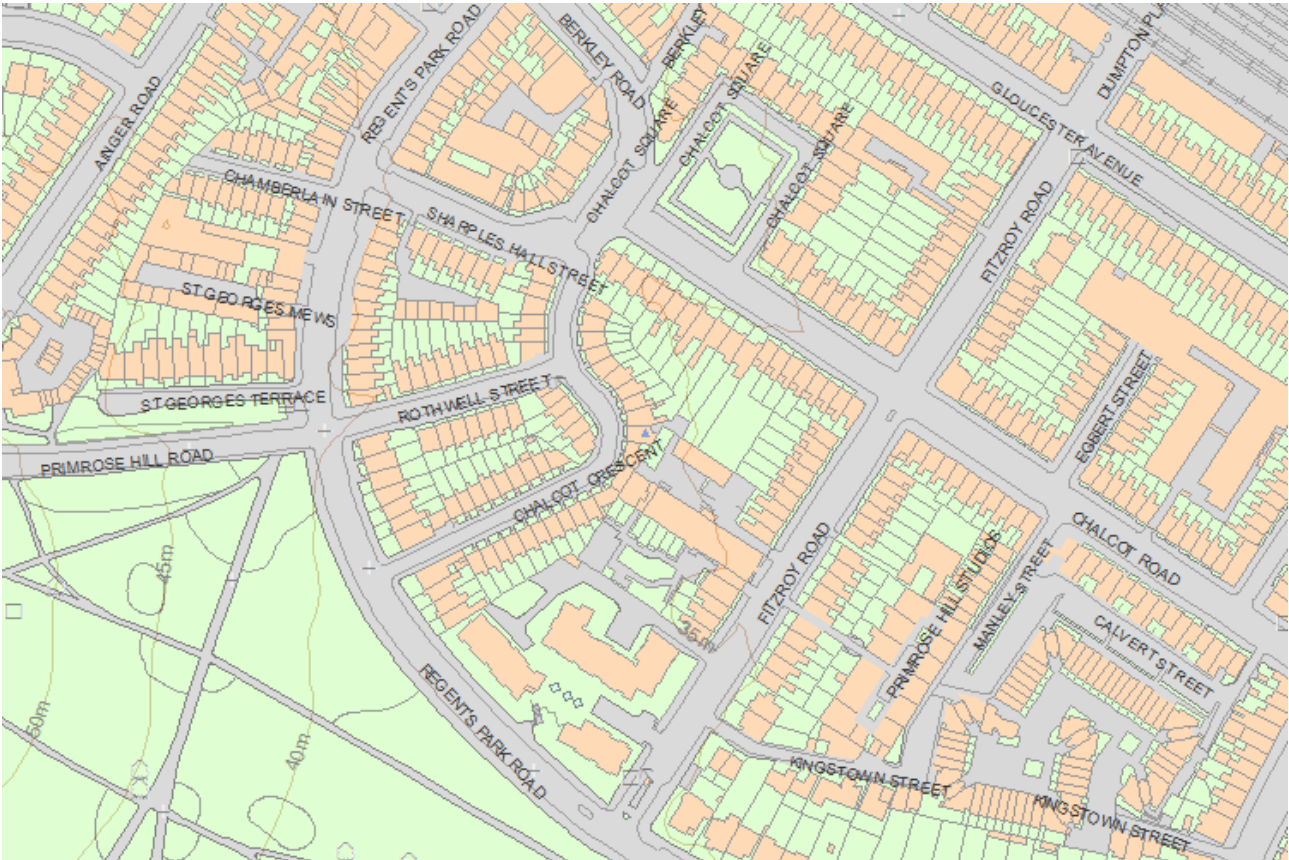 REGENTS PARK ROAD
BERKLEY ROAD
BERKLEY
CHALCOT SQUARE
CHALCOT SQUARE
CHALCOT SQUARE
GLOUCESTER AVENUE
DUMPTON PL
AINGER ROAD
CHAMBERLAIN STREET
SHARPLES HALL STREET
FITZROY ROAD
ST GEORGES MEWS
ST GEORGES TERRACE
ROTHWELL STREET
EGBERT STREET
PRIMROSE HILL ROAD
CHALCOT CRESCENT
CHALCOT ROAD
45m
FITZROY ROAD
PRIMROSE HILL STUDIOS
MANLEY STREET
CALVERT STREET
35m
REGENTS PARK ROAD
50m
40m
KINGSTOWN STREET
KINGSTOWN STREET